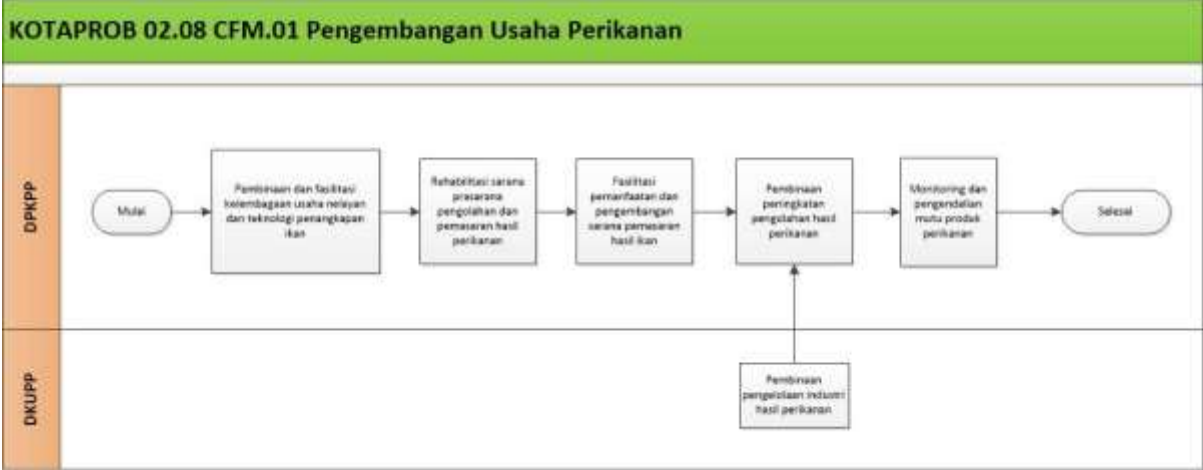 KOTAPROB 02.08 CFM.01 Pengembangan Usaha Perikanan
DPKPP
Mulai
Pembinaan dan fasilitasi
kelembagaan usaha nelayan
dan teknologi penangkapan
ikan
Rehabilitasi sarana
prasarana
pengolahan dan
pemasaran hasil
perikanan
Fasilitasi
pemanfaatan dan
pengembangan
sarana pemasaran
hasil ikan
Pembinaan
peningkatan
pengolahan hasil
perikanan
Monitoring dan
pengendalian
mutu produk
perikanan
Selesai
DKUPP
Pembinaan
pengelolaan industri
hasil perikanan